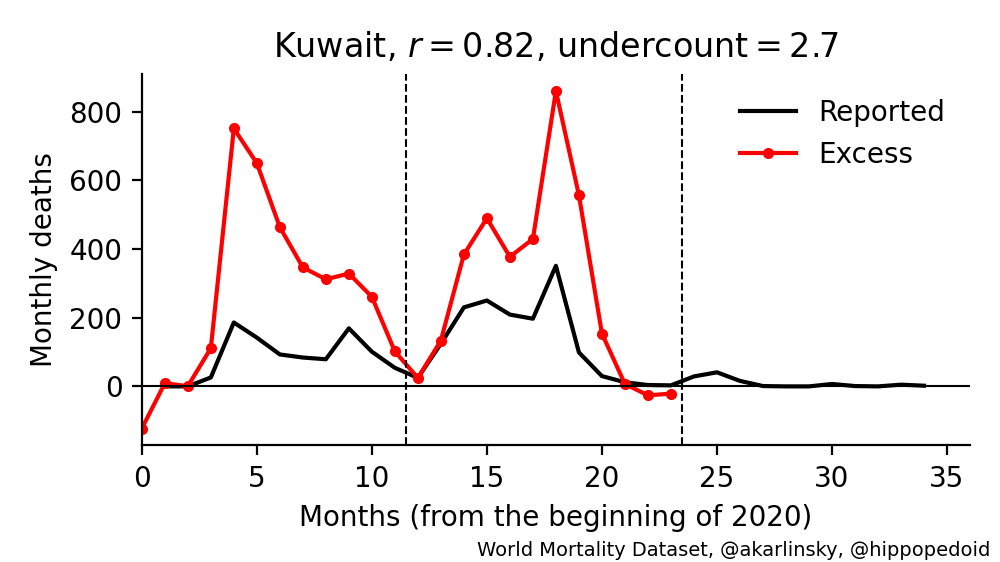 Kuwait, r = 0.82, undercount = 2.7
Monthly deaths
800
600
400
200
0
Reported
Excess
0 5 10 15 20 25 30 35
Months (from the beginning of 2020)
World Mortality Dataset, @akarlinsky, @hippopedoid